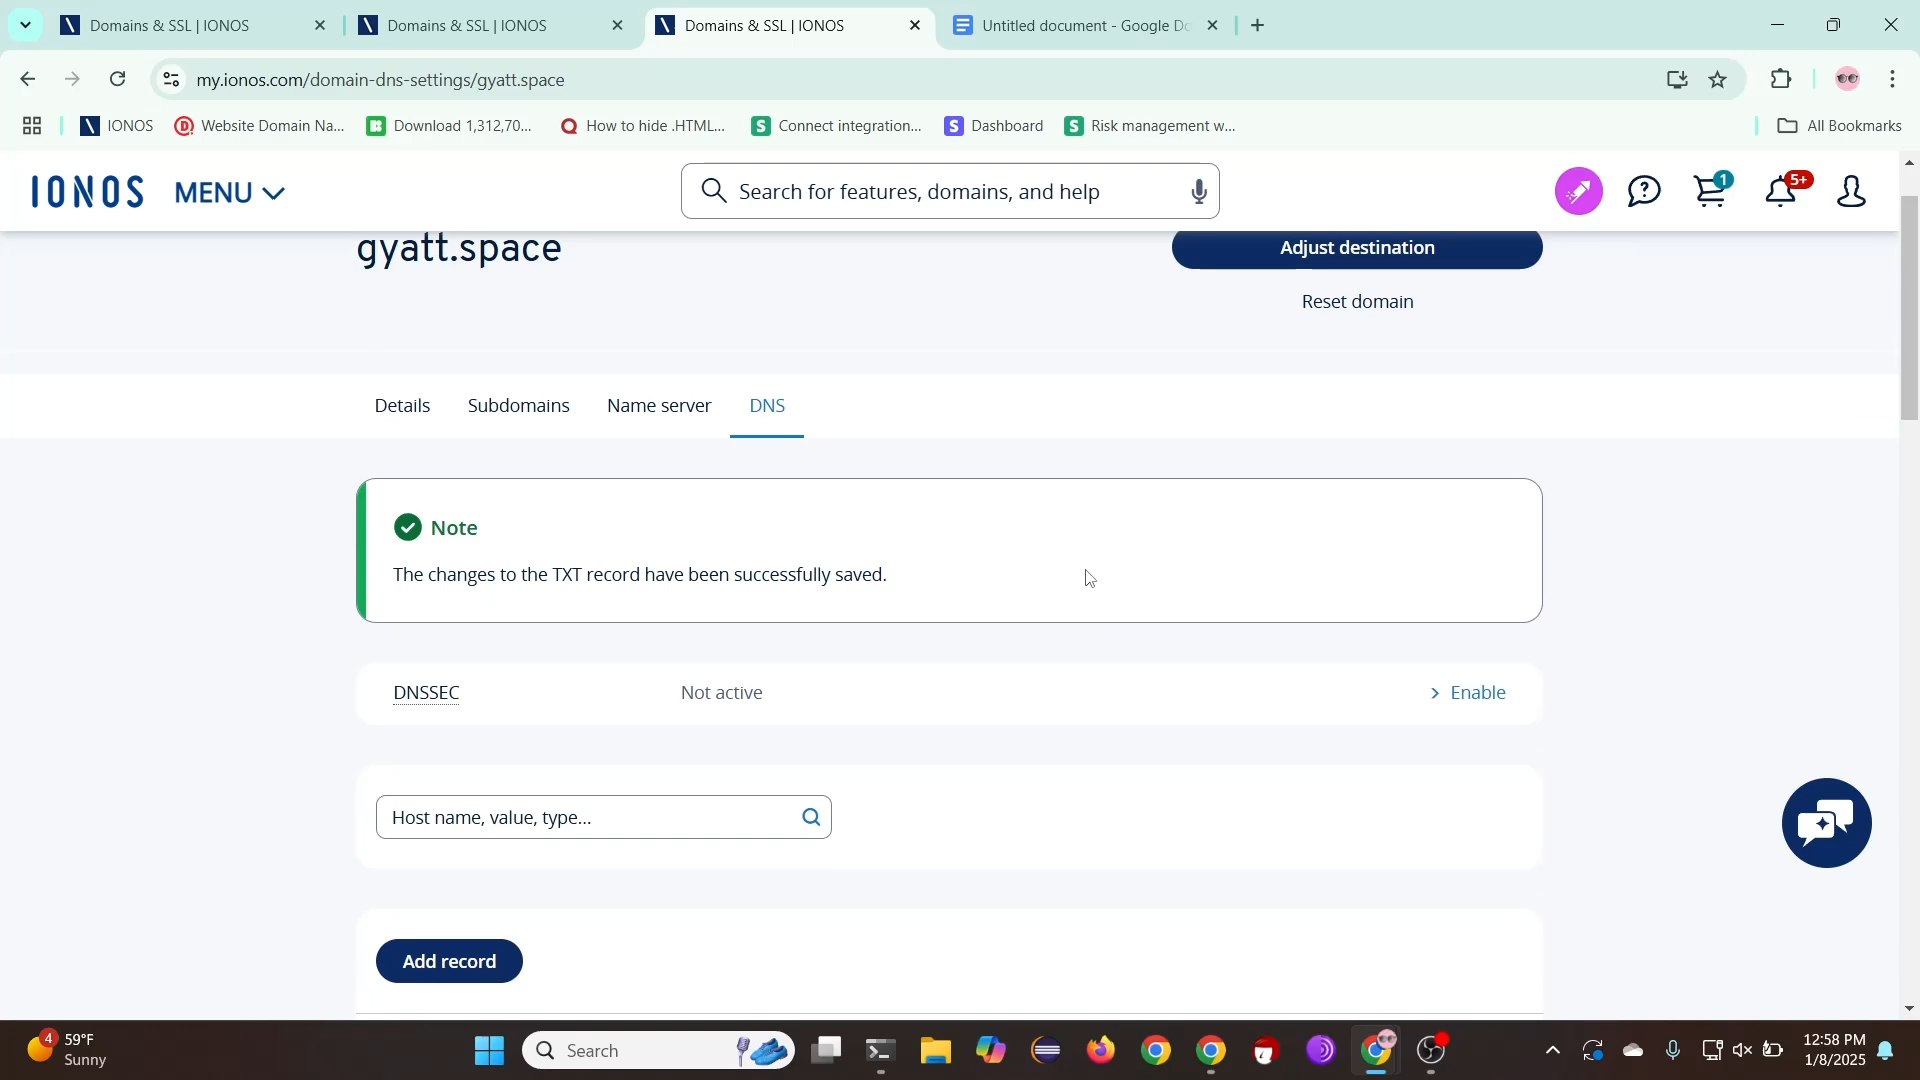 Domains & SSL | IONOS
Domains & SSL | IONOS
Domains & SSL | IONOS
Untitled document - Google Do
my.ionos.com/domain-dns-settings/gyatt.space
IONOS
Website Domain Na...
Download 1,312,70...
How to hide .HTML...
Connect integration...
Dashboard
Risk management w...
All Bookmarks
IONOS
MENU
Search for features, domains, and help
1
5+
gyatt.space
Adjust destination
Reset domain
Details
Subdomains
Name server
DNS
Note
The changes to the TXT record have been successfully saved.
DNSSEC
Not active
Enable
Host name, value, type...
Add record
4
59°F
Sunny
Search
12:58 PM
1/8/2025